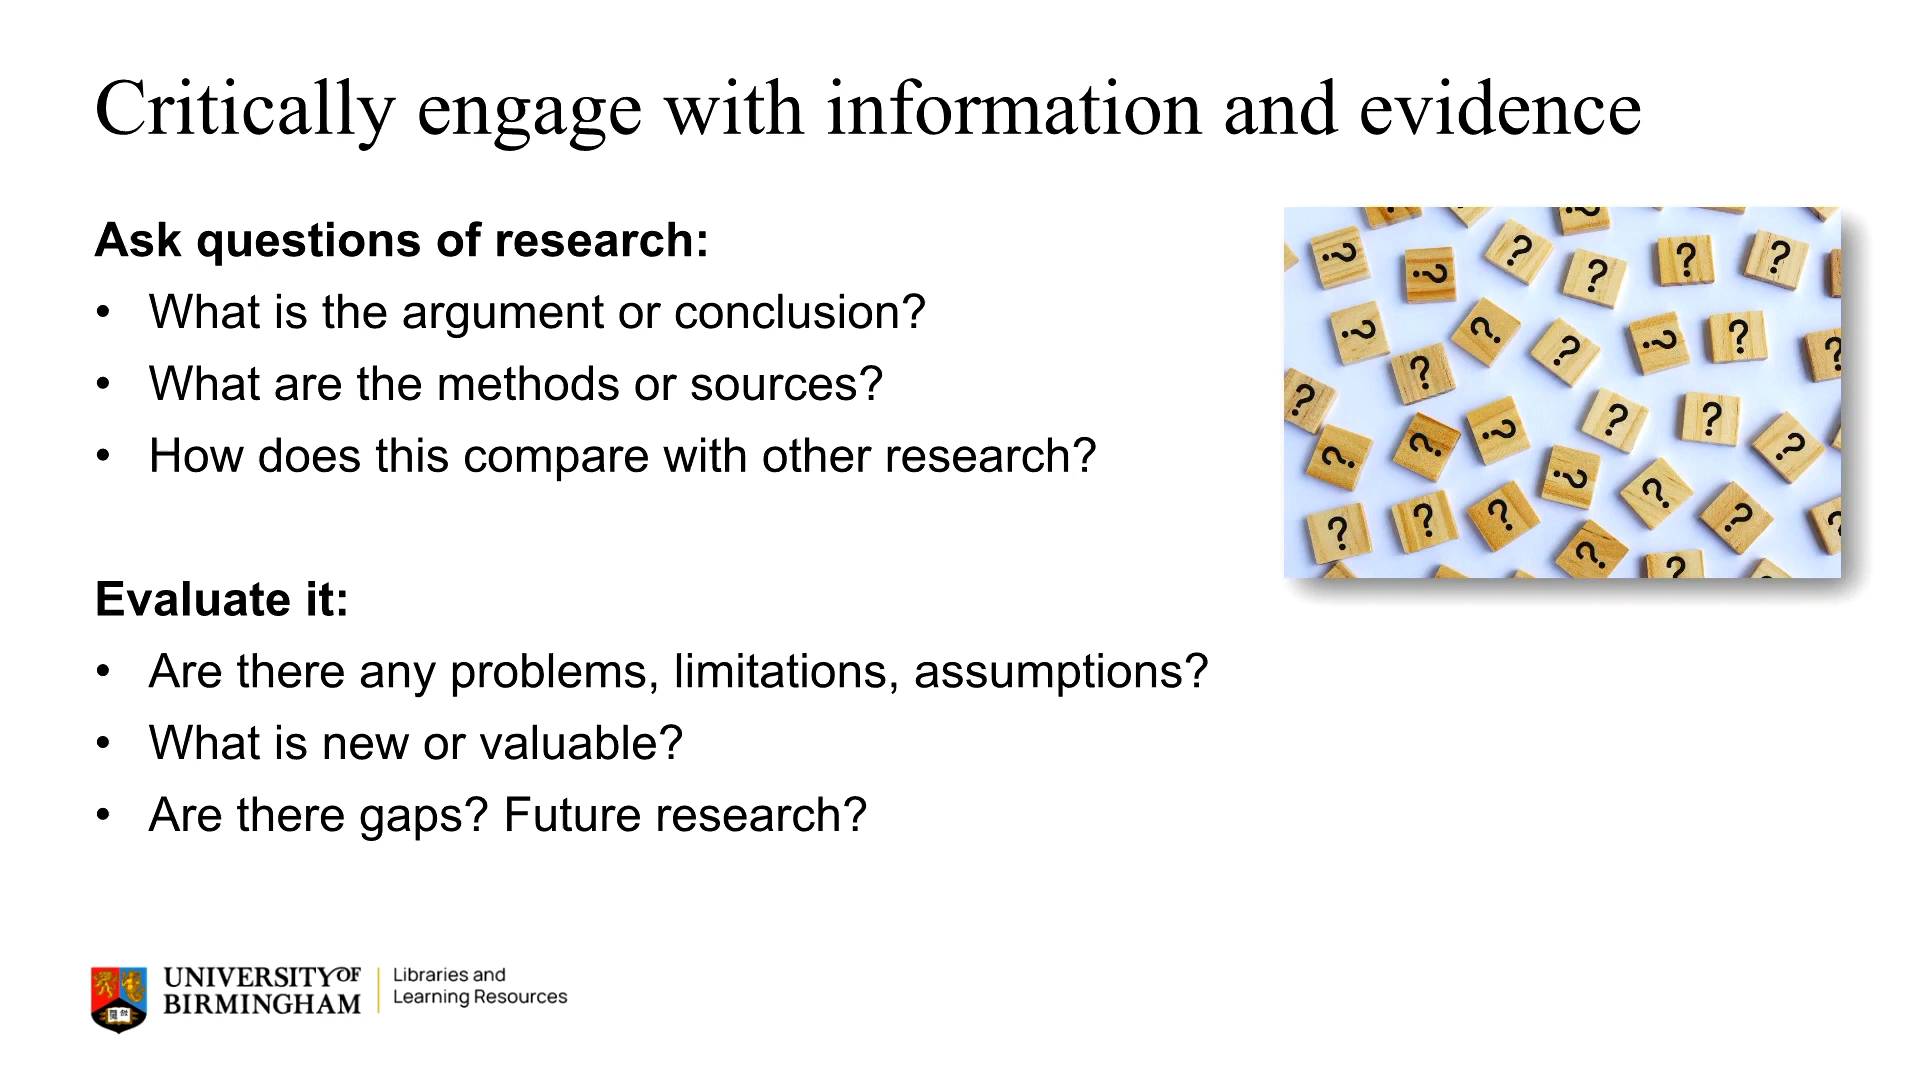 Critically engage with information and evidence
Ask questions of research:
• What is the argument or conclusion?
• What are the methods or sources?
• How does this compare with other research?
Evaluate it:
• Are there any problems, limitations, assumptions?
• What is new or valuable?
• Are there gaps? Future research?
UNIVERSITY OF
BIRMINGHAM
Libraries and
Learning Resources